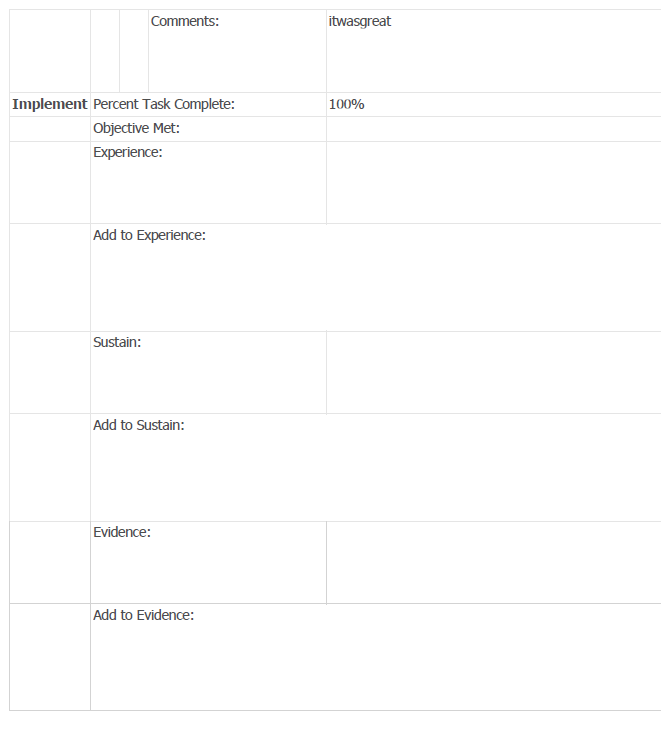 Comments: itwasgreat
Implement Percent Task Complete: 100%
Objective Met:
Experience:
Add to Experience:
Sustain:
Add to Sustain:
Evidence:
Add to Evidence: